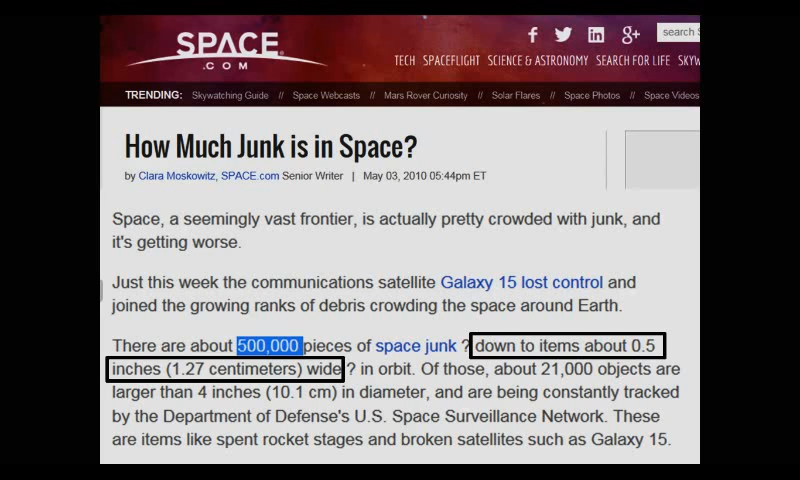 SPACE
.COM
f g+ search
TECH SPACEFLIGHT SCIENCE & ASTRONOMY SEARCH FOR LIFE SKYW
TRENDING: Skywatching Guide // Space Webcasts // Mars Rover Curiosity // Solar Flares // Space Photos // Space Videos
How Much Junk is in Space?
by Clara Moskowitz, SPACE.com Senior Writer | May 03, 2010 05:44pm ET
Space, a seemingly vast frontier, is actually pretty crowded with junk, and
it's getting worse.
Just this week the communications satellite Galaxy 15 lost control and
joined the growing ranks of debris crowding the space around Earth.
There are about 500,000 pieces of space junk ? down to items about 0.5
inches (1.27 centimeters) wide ? in orbit. Of those, about 21,000 objects are
larger than 4 inches (10.1 cm) in diameter, and are being constantly tracked
by the Department of Defense's U.S. Space Surveillance Network. These
are items like spent rocket stages and broken satellites such as Galaxy 15.